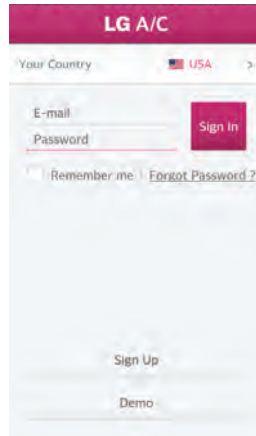 LG A/C
Your Country USA >
E-mail
Sign In
Password
Remember me | Forgot Password ?
Sign Up
Demo